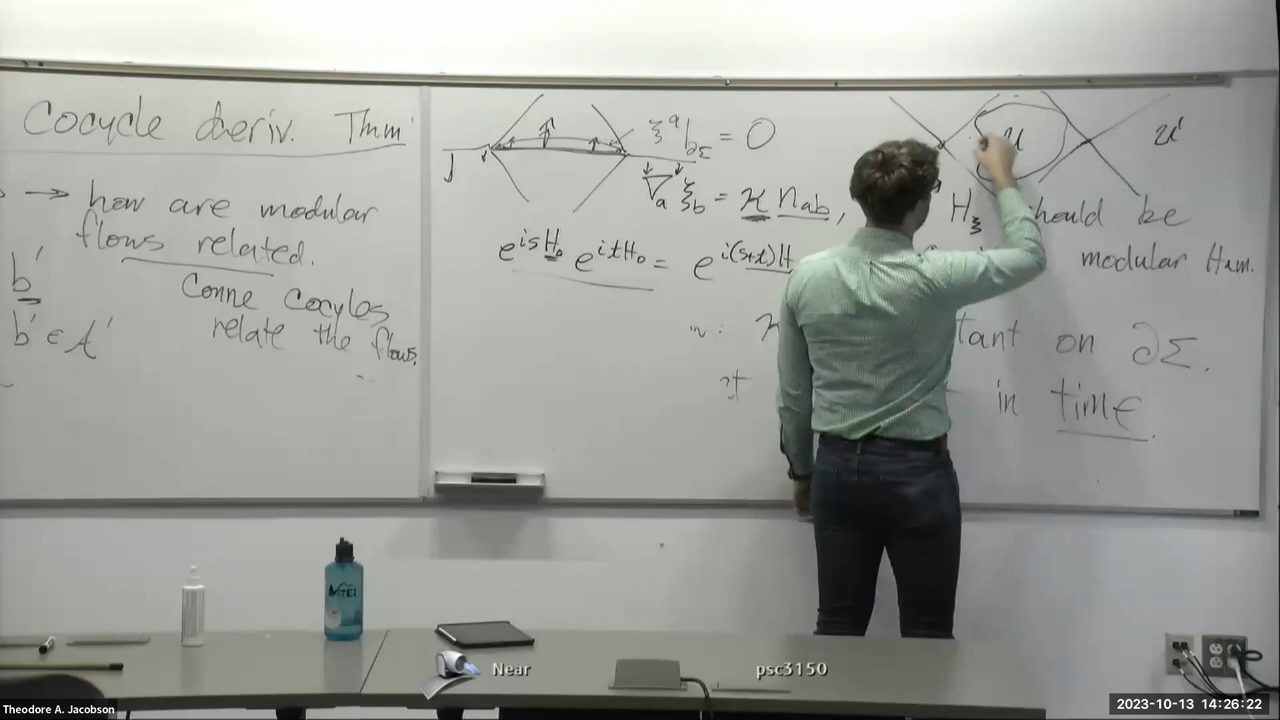 Cocycle deriv. Thm
→ how are modular
flows related.
b'
Conne Cocyles
b' ∈ A'
relate the flows.
ξ^a|_{∂Σ} = 0
∇_a ξ_b = ϰ n_ab,
H_ξ should be
modular Ham.
e^{isH_0} e^{itH_0} = e^{i(s+t)H
on ∂Σ.
in time.
U
U'
Near
psc3150
Theodore A. Jacobson
2023-10-13 14:26:22